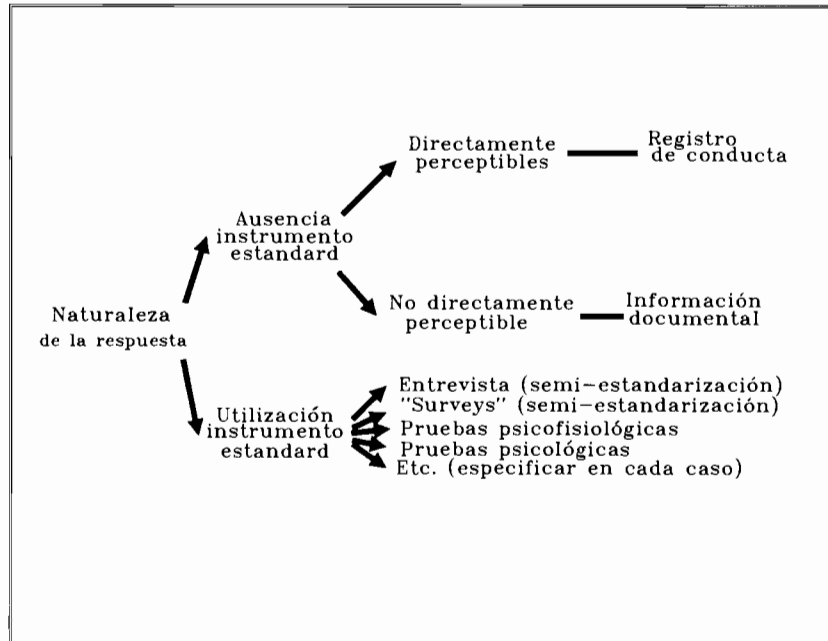 Directamente
perceptibles
Registro
de conducta
Ausencia
instrumento
estandard
No directamente
perceptible
Información
documental
Naturaleza
de la respuesta
Utilización
instrumento
estandard
Entrevista (semi-estandarización)
"Surveys" (semi-estandarización)
Pruebas psicofisiológicas
Pruebas psicológicas
Etc. (especificar en cada caso)